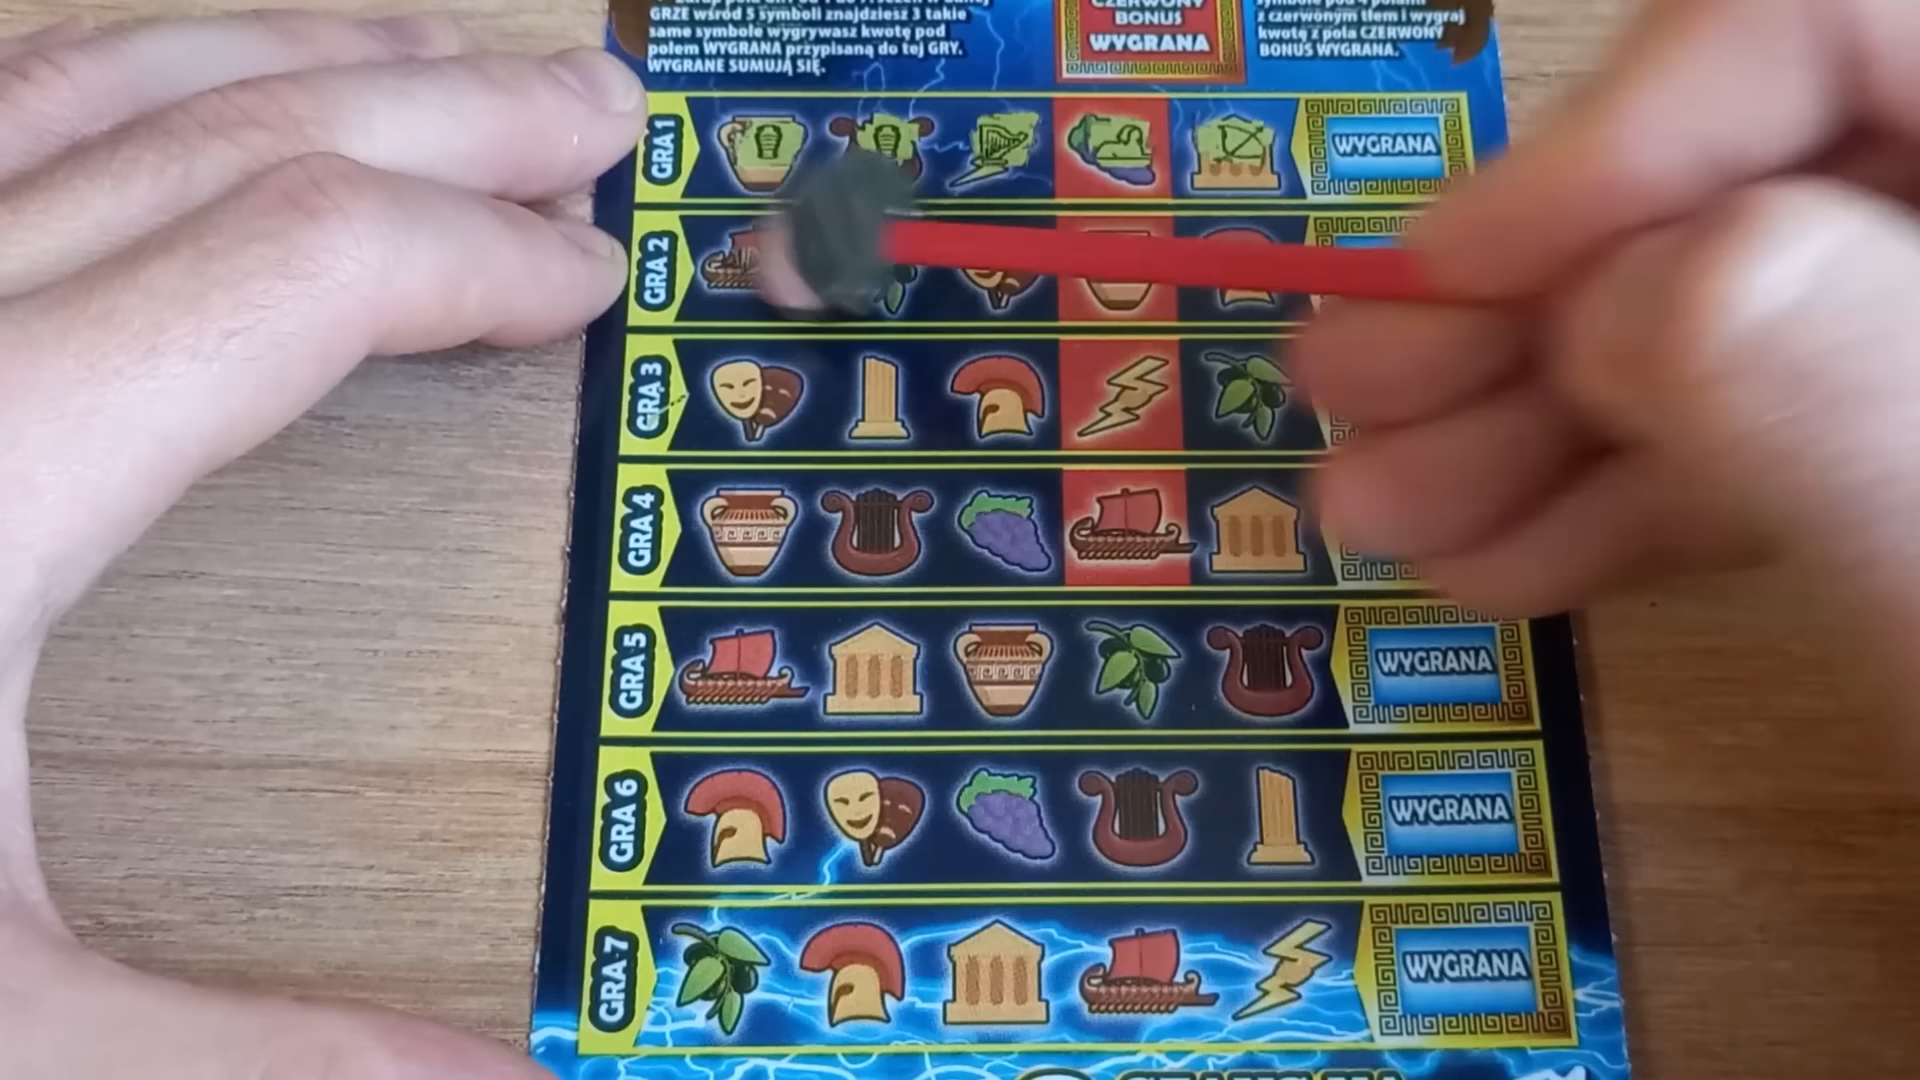 GRZE wśród 5 symboli znajdziesz 3 takie
same symbole wygrywasz kwotę pod
polem WYGRANA przypisaną do tej GRY.
WYGRANE SUMUJĄ SIĘ.
CZERWONY
BONUS
WYGRANA
z czerwonym tłem i wygraj
kwotę z pola CZERWONY
BONUS WYGRANA.
GRA 1
WYGRANA
GRA 2
GRA 3
GRA 4
GRA 5
WYGRANA
GRA 6
WYGRANA
GRA 7
WYGRANA